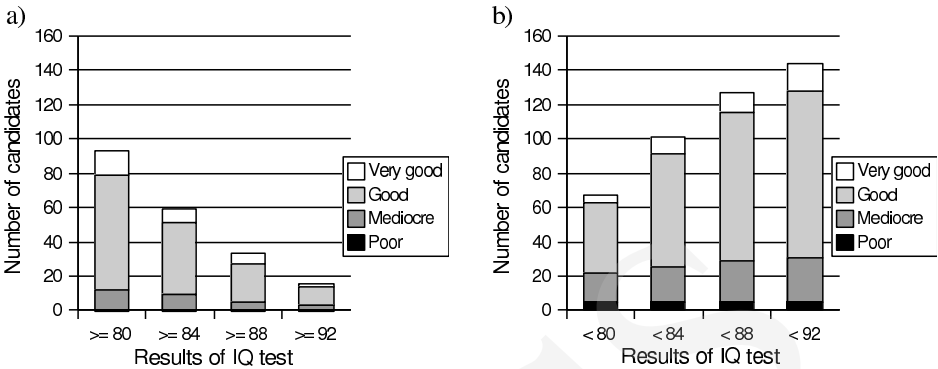 a)
Number of candidates
160
140
120
100
80
60
40
20
0
>= 80 >= 84 >= 88 >= 92
Results of IQ test
Very good
Good
Mediocre
Poor
b)
Number of candidates
160
140
120
100
80
60
40
20
0
< 80 < 84 < 88 < 92
Results of IQ test
Very good
Good
Mediocre
Poor